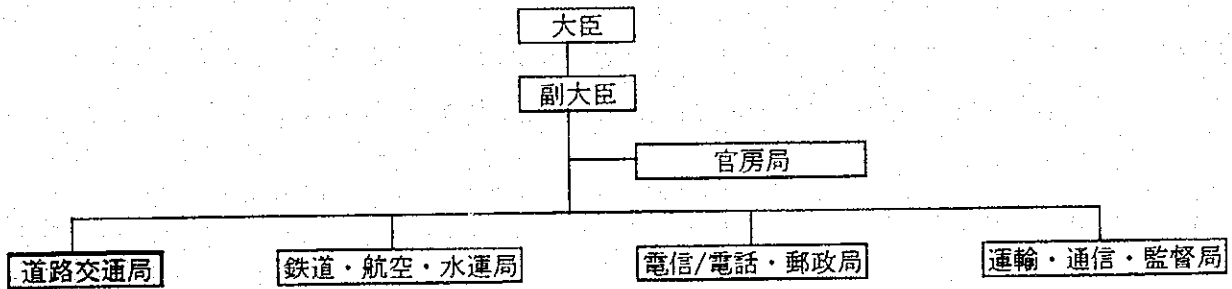 大臣
副大臣
官房局
道路交通局
鉄道・航空・水運局
電信/電話・郵政局
運輸・通信・監督局